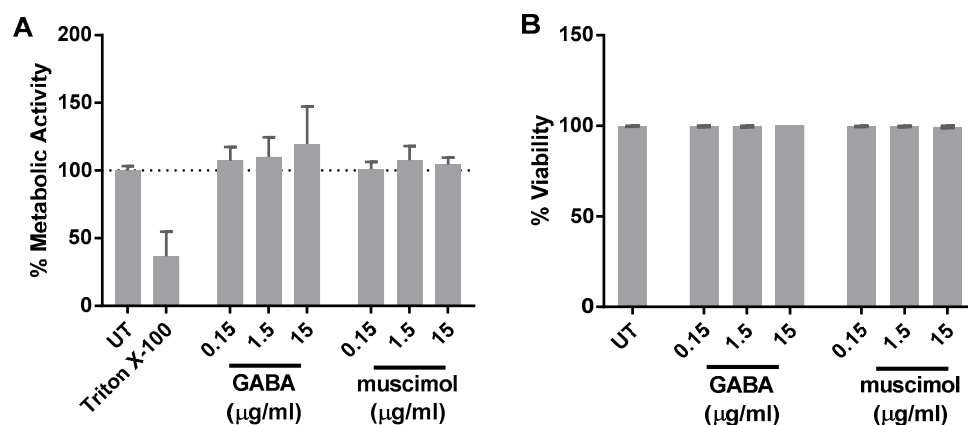 A
% Metabolic Activity
200
150
100
50
0
UT
Triton X-100
0.15
1.5
15
0.15
1.5
15
GABA
(μg/ml)
muscimol
(μg/ml)
B
% Viability
150
100
50
0
UT
0.15
1.5
15
0.15
1.5
15
GABA
(μg/ml)
muscimol
(μg/ml)